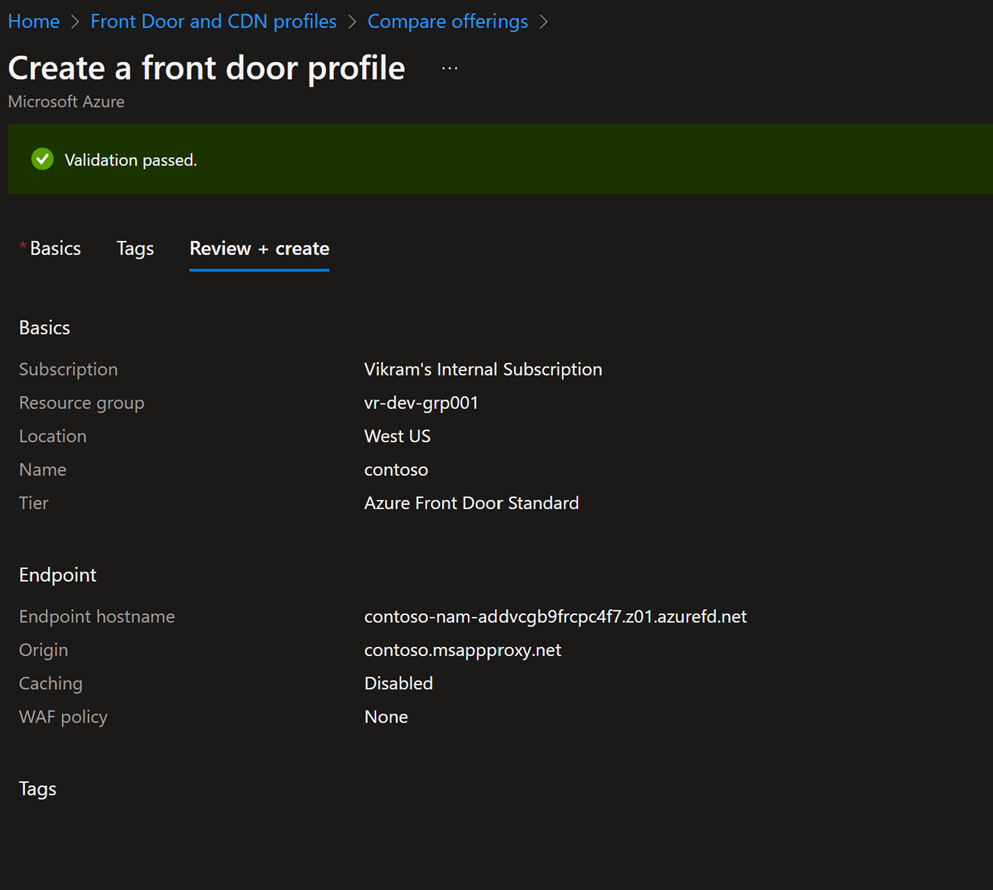 Home > Front Door and CDN profiles > Compare offerings >
Create a front door profile ...
Microsoft Azure
Validation passed.
* Basics Tags Review + create
Basics
Subscription Vikram's Internal Subscription
Resource group vr-dev-grp001
Location West US
Name contoso
Tier Azure Front Door Standard
Endpoint
Endpoint hostname contoso-nam-addvcgb9frcpc4f7.z01.azurefd.net
Origin contoso.msappproxy.net
Caching Disabled
WAF policy None
Tags